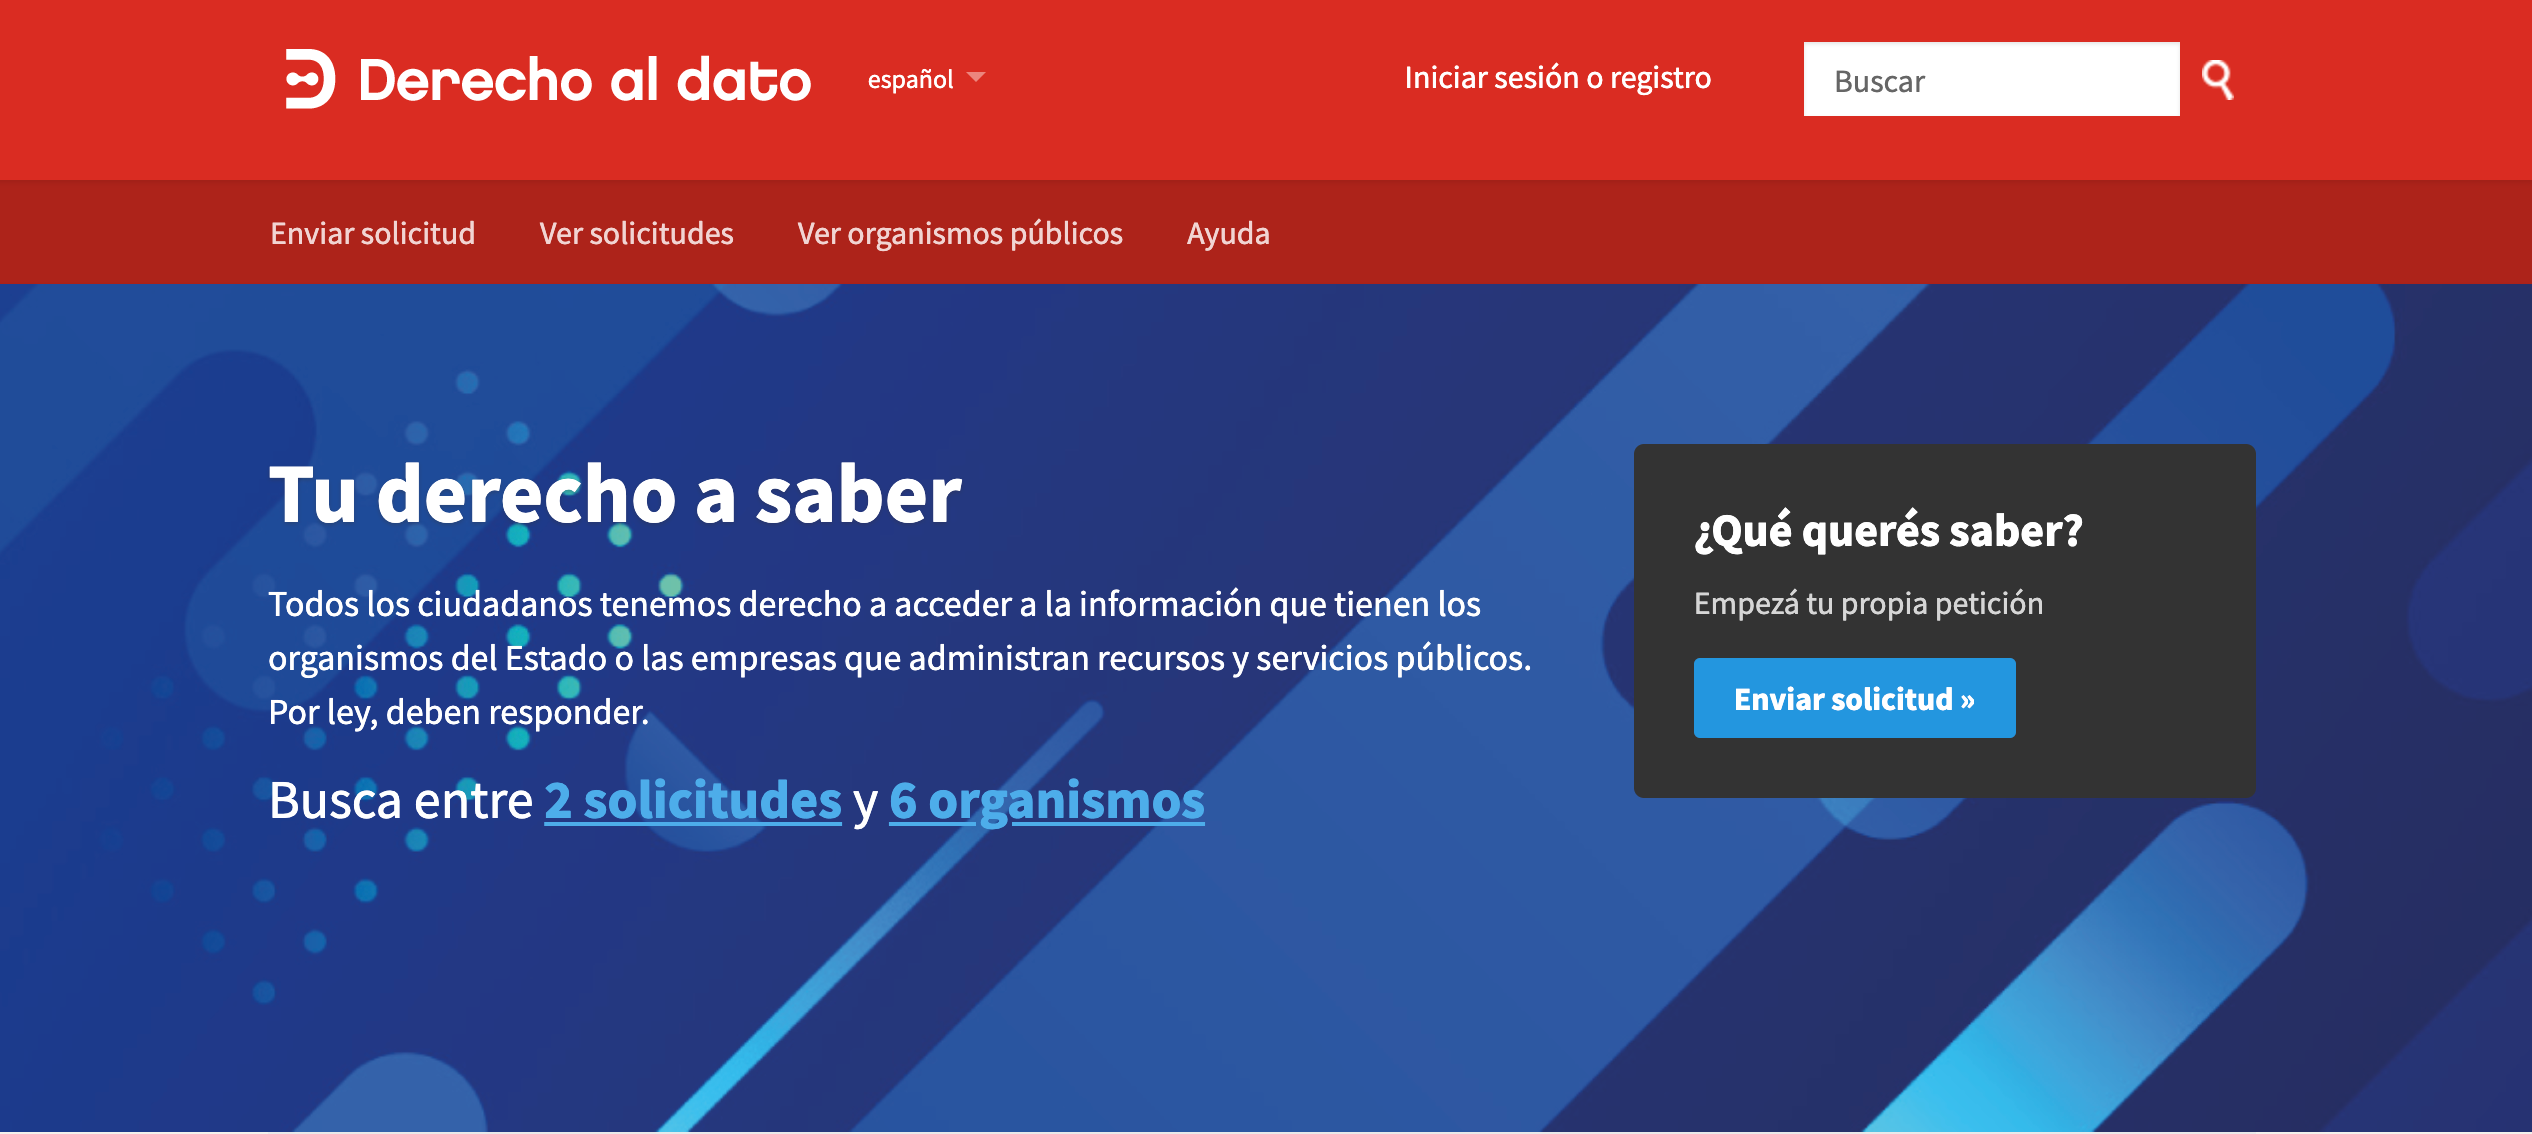 Derecho al dato
español
Iniciar sesión o registro
Buscar
Enviar solicitud
Ver solicitudes
Ver organismos públicos
Ayuda
Tu derecho a saber
Todos los ciudadanos tenemos derecho a acceder a la información que tienen los
organismos del Estado o las empresas que administran recursos y servicios públicos.
Por ley, deben responder.
Busca entre 2 solicitudes y 6 organismos
¿Qué querés saber?
Empezá tu propia petición
Enviar solicitud »